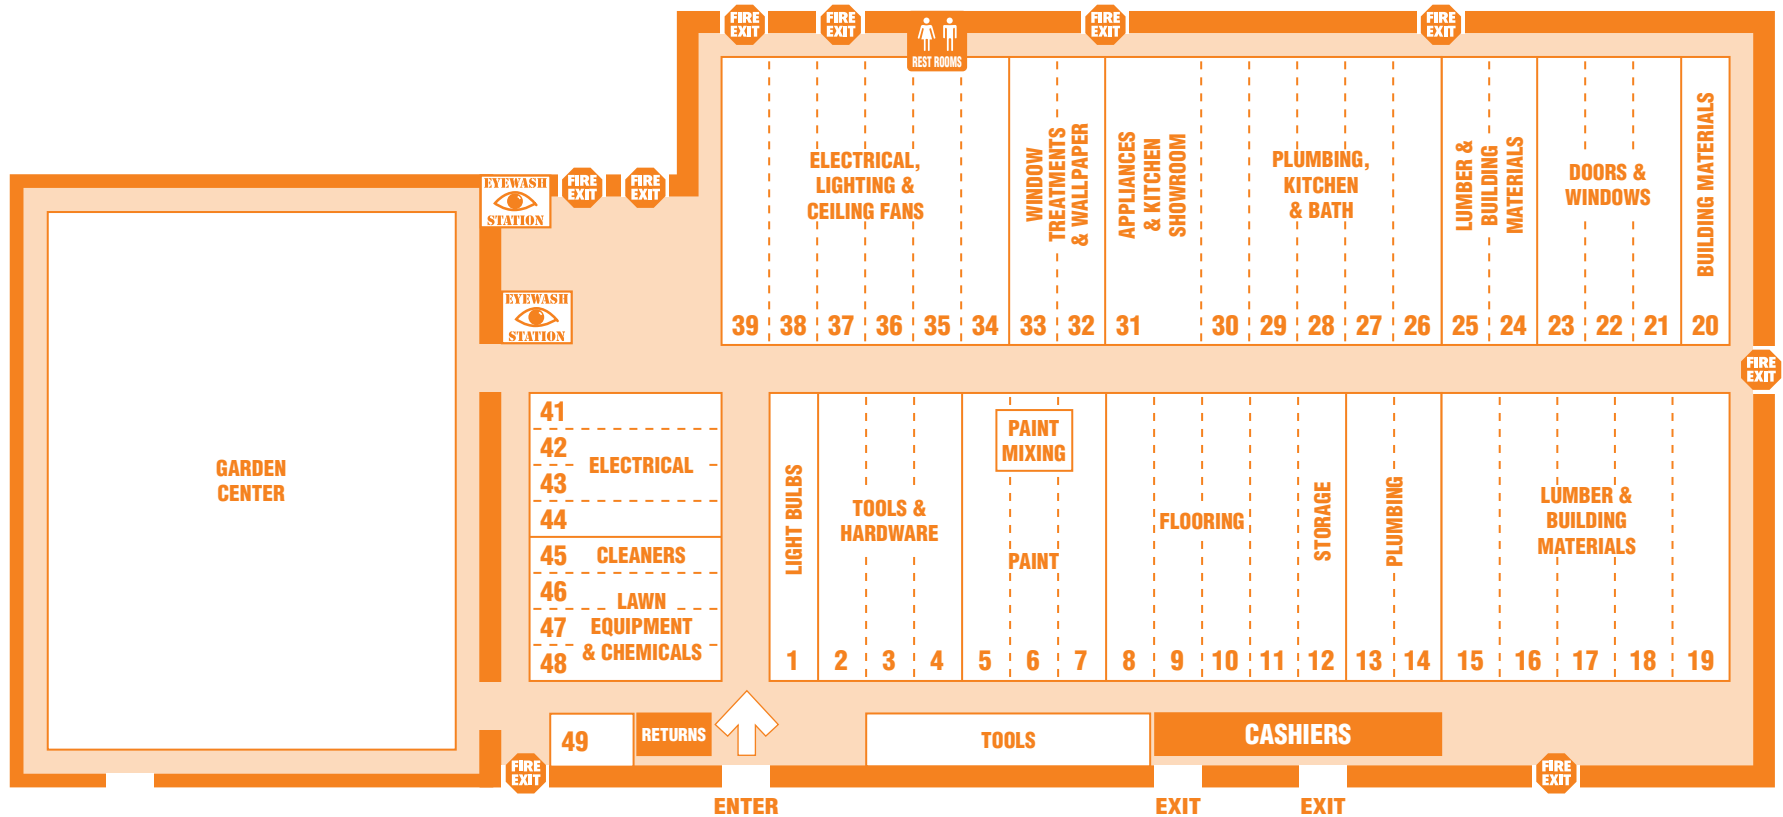 FIRE
EXIT
FIRE
EXIT
REST ROOMS
FIRE
EXIT
FIRE
EXIT
EYEWASH
STATION
FIRE
EXIT
FIRE
EXIT
EYEWASH
STATION
ELECTRICAL,
LIGHTING &
CEILING FANS
WINDOW
TREATMENTS
& WALLPAPER
APPLIANCES
& KITCHEN
SHOWROOM
PLUMBING,
KITCHEN
& BATH
LUMBER &
BUILDING
MATERIALS
DOORS &
WINDOWS
BUILDING MATERIALS
39 38 37 36 35 34 33 32 31 30 29 28 27 26 25 24 23 22 21 20
FIRE
EXIT
GARDEN
CENTER
41
42
ELECTRICAL
43
44
45 CLEANERS
46
LAWN
47 EQUIPMENT
48 & CHEMICALS
LIGHT BULBS
TOOLS &
HARDWARE
PAINT
MIXING
PAINT
FLOORING
STORAGE
PLUMBING
LUMBER &
BUILDING
MATERIALS
1 2 3 4 5 6 7 8 9 10 11 12 13 14 15 16 17 18 19
49
RETURNS
TOOLS
CASHIERS
FIRE
EXIT
FIRE
EXIT
ENTER
EXIT
EXIT